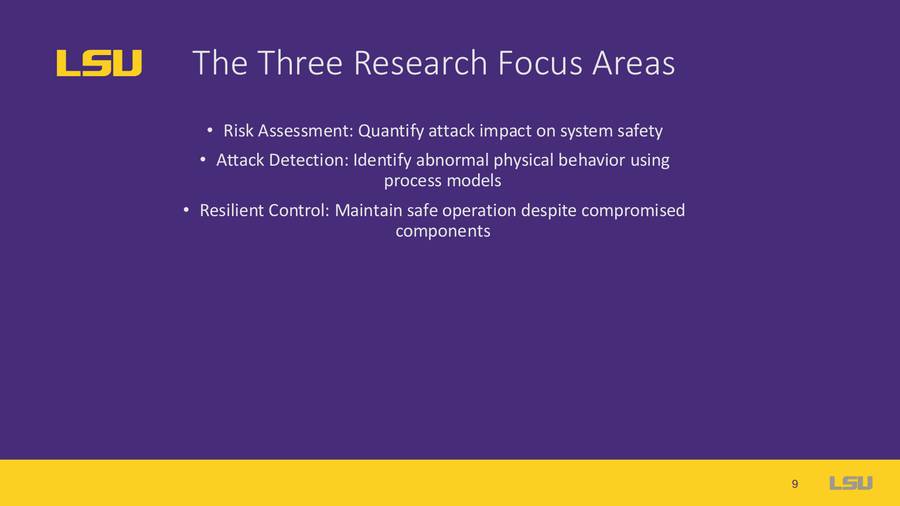 LSU
The Three Research Focus Areas
• Risk Assessment: Quantify attack impact on system safety
• Attack Detection: Identify abnormal physical behavior using
process models
• Resilient Control: Maintain safe operation despite compromised
components
9
LSU